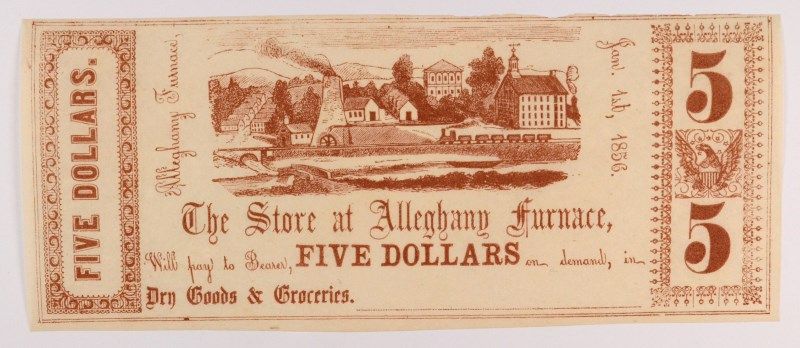 FIVE DOLLARS.
Alleghany Furnace,
Jan. 1st, 1856.
The Store at Alleghany Furnace,
Will pay to Bearer, FIVE DOLLARS on demand, in
Dry Goods & Groceries.
5
5